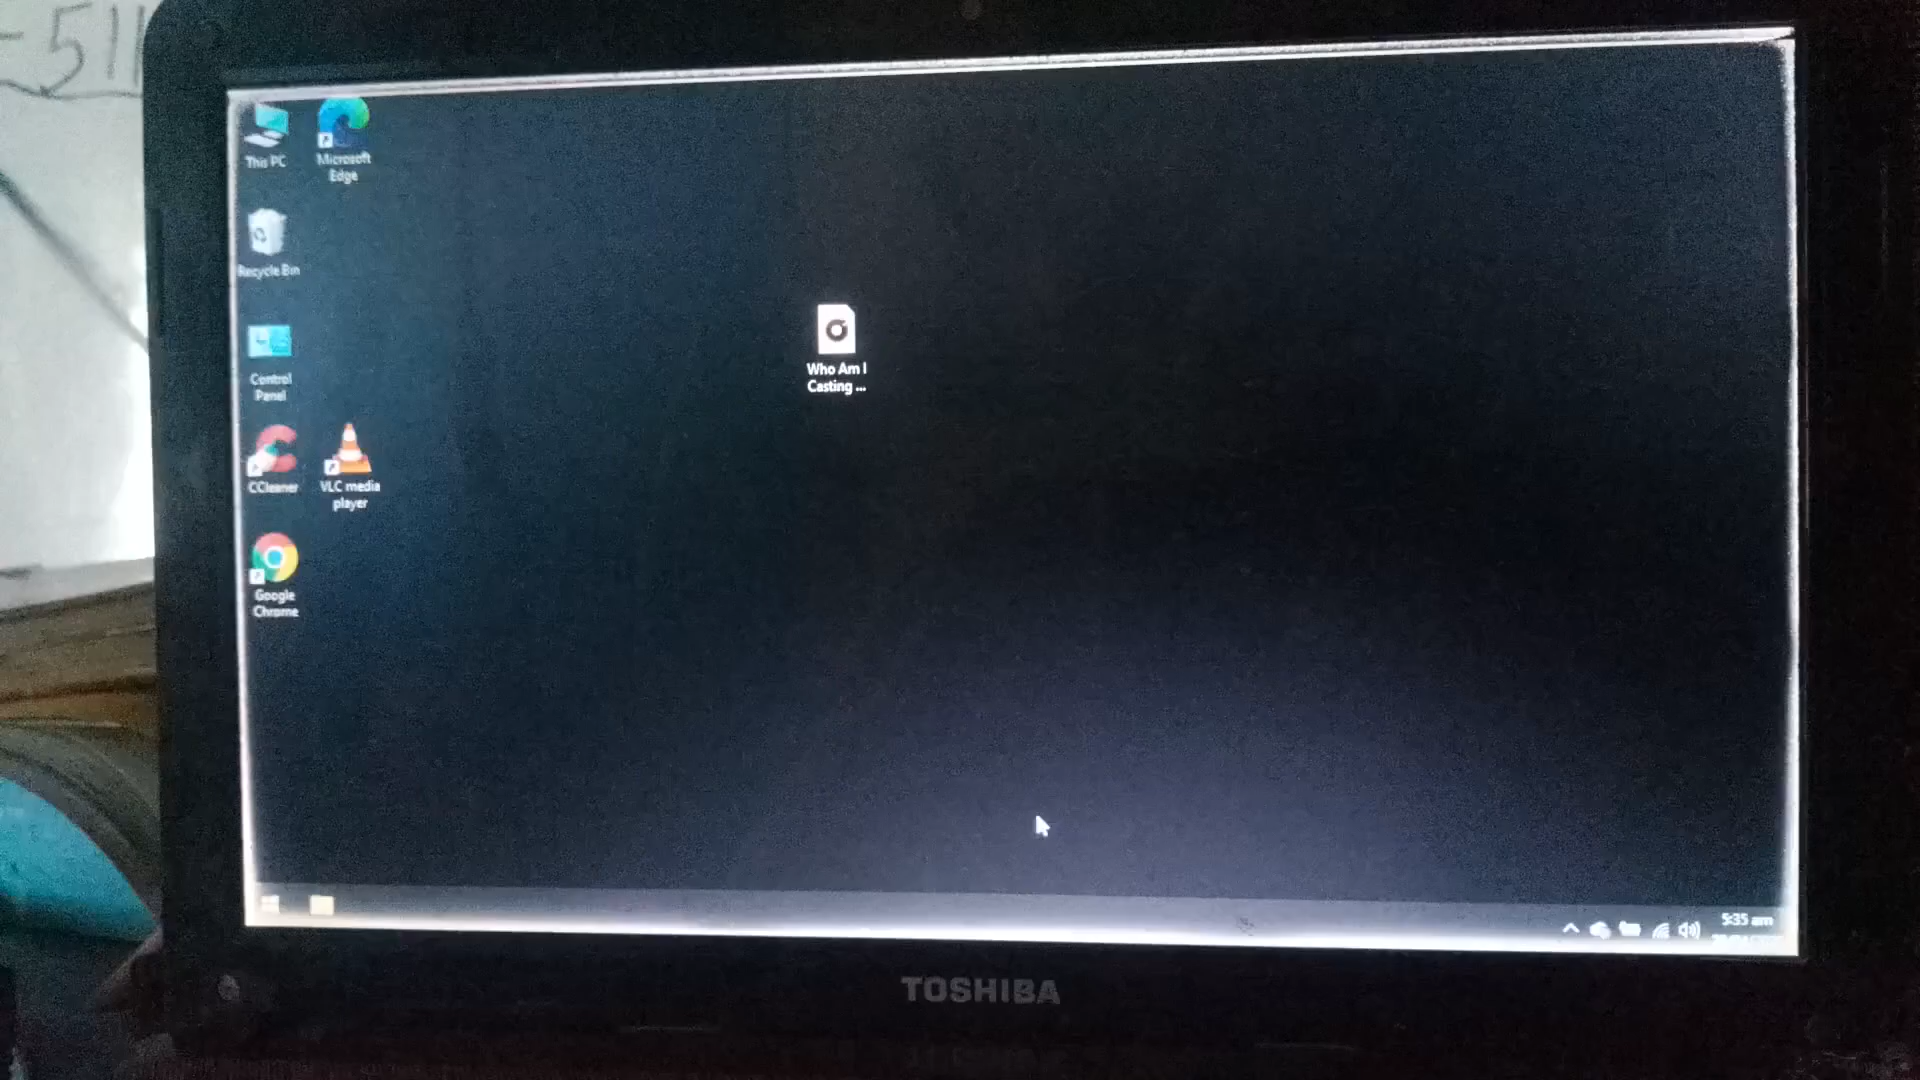 -511
This PC
Microsoft
Edge
Recycle Bin
Who Am I
Casting ...
Control
Panel
CCleaner
VLC media
player
Google
Chrome
5:35 am
TOSHIBA